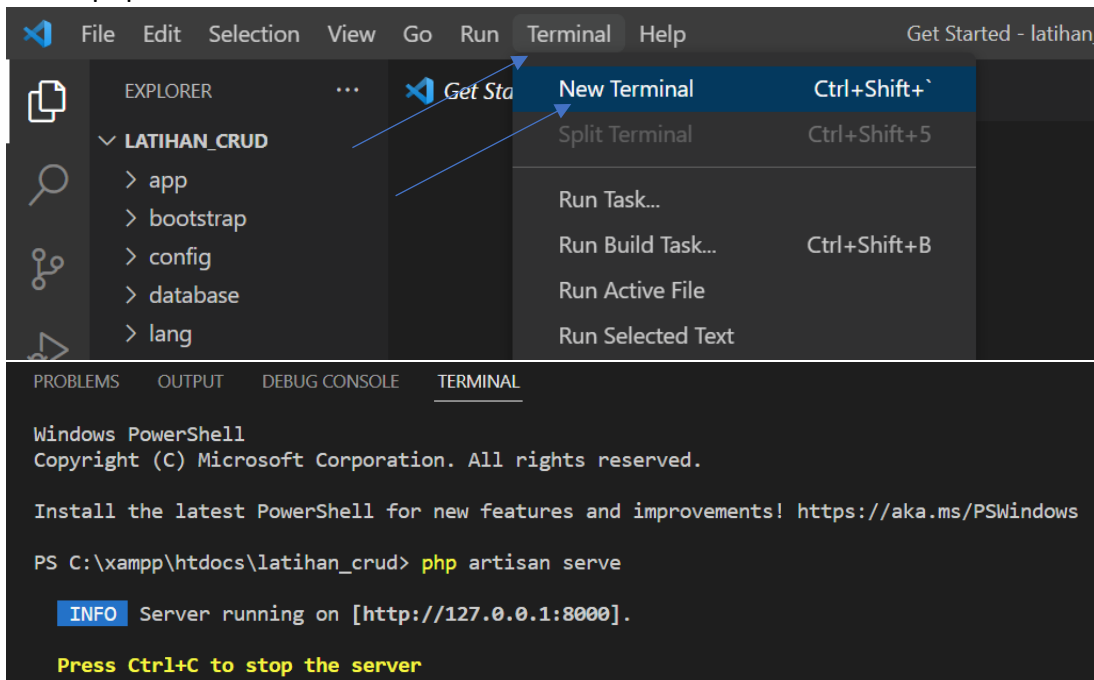 File Edit Selection View Go Run Terminal Help Get Started - latihan
EXPLORER ... Get Sta
New Terminal Ctrl+Shift+`
LATIHAN_CRUD
Split Terminal Ctrl+Shift+5
app
Run Task...
bootstrap
Run Build Task... Ctrl+Shift+B
config
Run Active File
database
Run Selected Text
lang
PROBLEMS OUTPUT DEBUG CONSOLE TERMINAL
Windows PowerShell
Copyright (C) Microsoft Corporation. All rights reserved.
Install the latest PowerShell for new features and improvements! https://aka.ms/PSWindows
PS C:\xampp\htdocs\latihan_crud> php artisan serve
INFO Server running on [http://127.0.0.1:8000].
Press Ctrl+C to stop the server